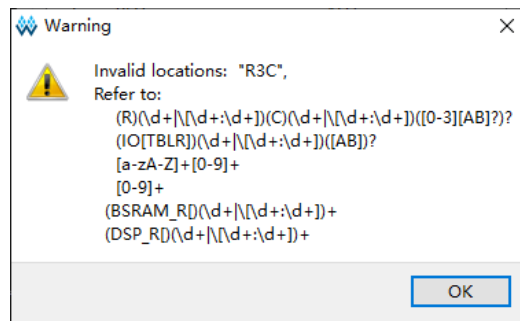 Warning
Invalid locations: "R3C",
Refer to:
(R)(\d+|\[\d+:\d+])(C)(\d+|\[\d+:\d+])([0-3][AB]?)?
(IO[TBLR])(\d+|\[\d+:\d+])([AB])?
[a-zA-Z]+[0-9]+
[0-9]+
(BSRAM_R[)(\d+|\[\d+:\d+])+
(DSP_R[)(\d+|\[\d+:\d+])+
OK